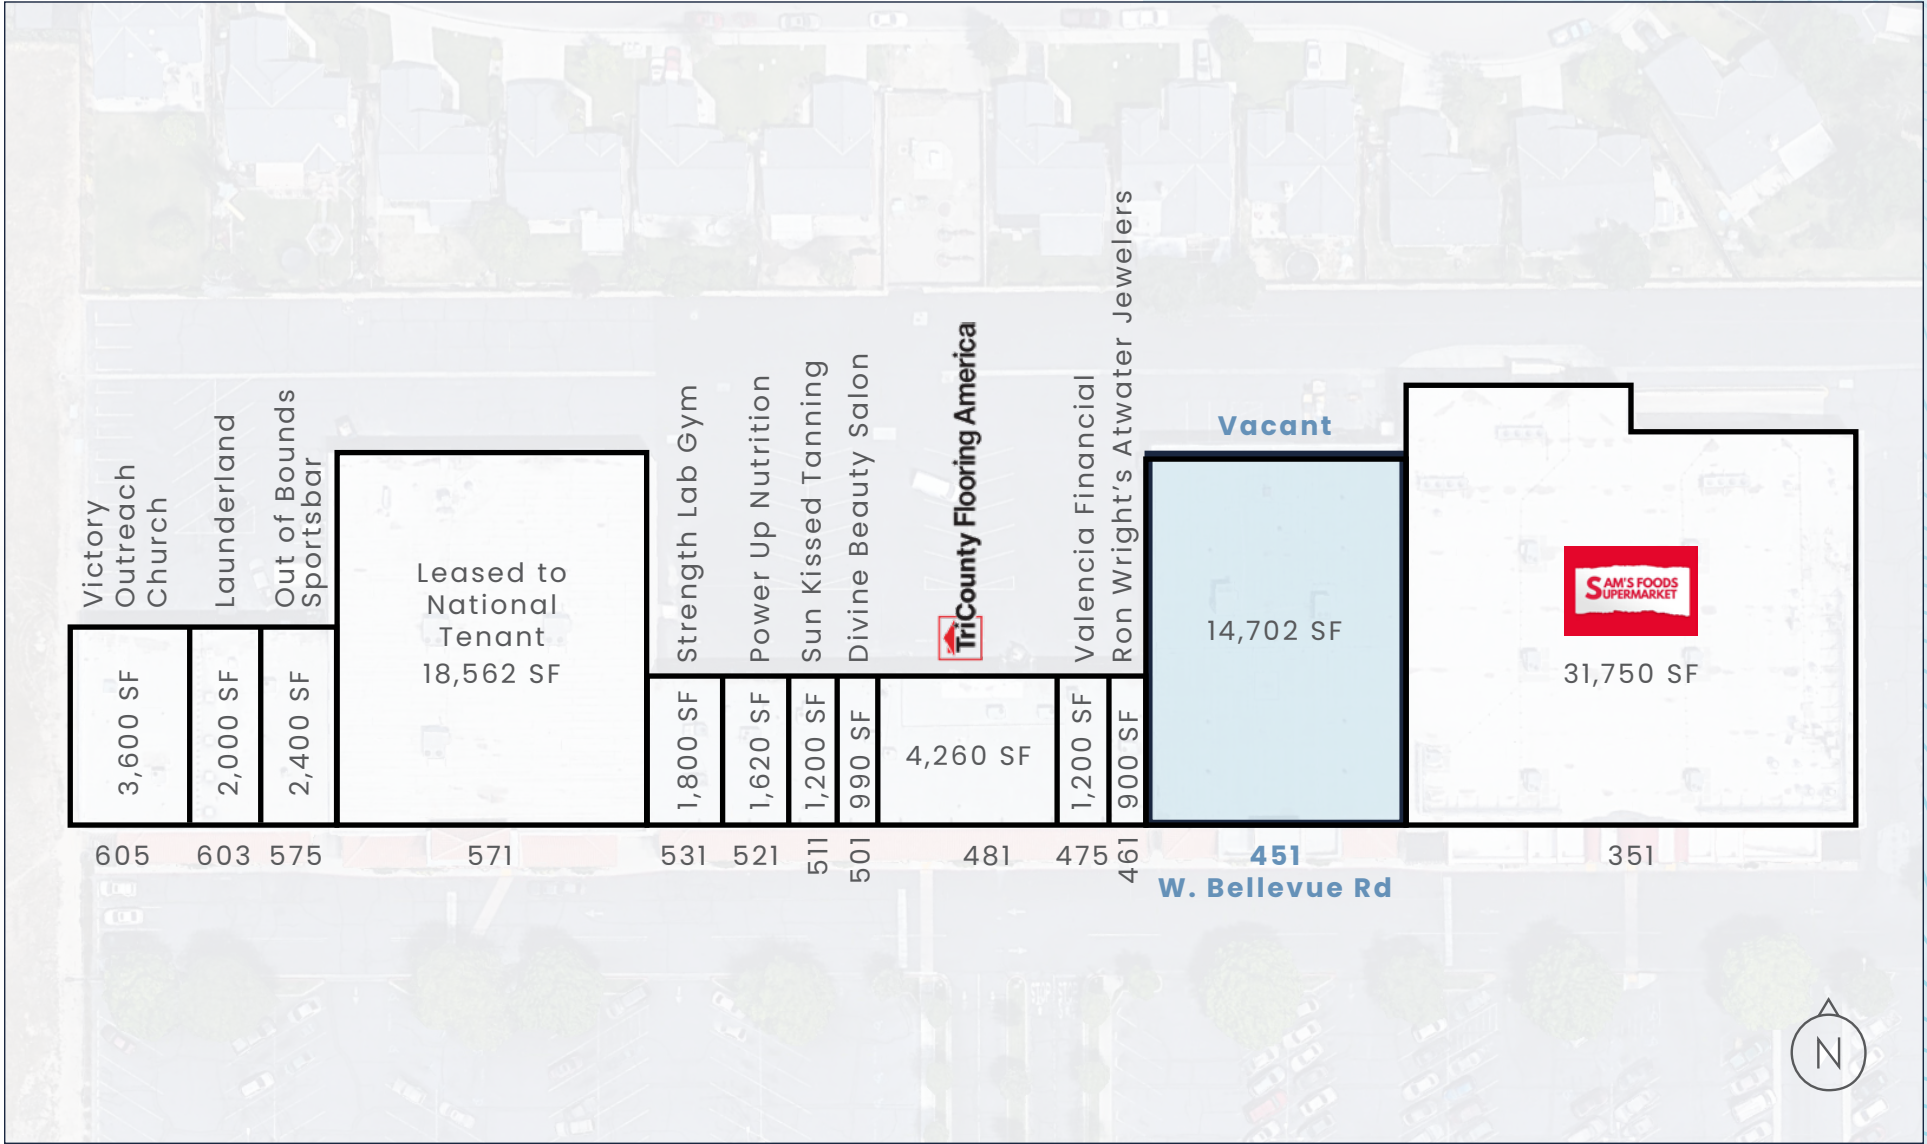 Victory
Outreach
Church
Launderland
Out of Bounds
Sportsbar
Leased to
National
Tenant
18,562 SF
Strength Lab Gym
Power Up Nutrition
Sun Kissed Tanning
Divine Beauty Salon
TriCounty Flooring America
Valencia Financial
Ron Wright's Atwater Jewelers
Vacant
14,702 SF
SAM'S FOODS
SUPERMARKET
31,750 SF
3,600 SF
2,000 SF
2,400 SF
1,800 SF
1,620 SF
1,200 SF
990 SF
4,260 SF
1,200 SF
900 SF
605
603
575
571
531
521
511
501
481
475
461
451
W. Bellevue Rd
351
N